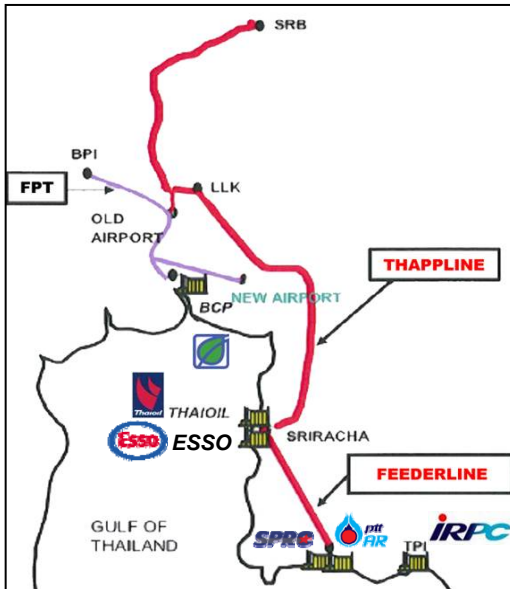 SRB
BPI
FPT
LLK
OLD
AIRPORT
THAPPLINE
NEW AIRPORT
BCP
Thaioil
THAIOIL
Esso
ESSO
SRIRACHA
FEEDERLINE
GULF OF
THAILAND
SPRC
ptt
AR
IRPC
TPI